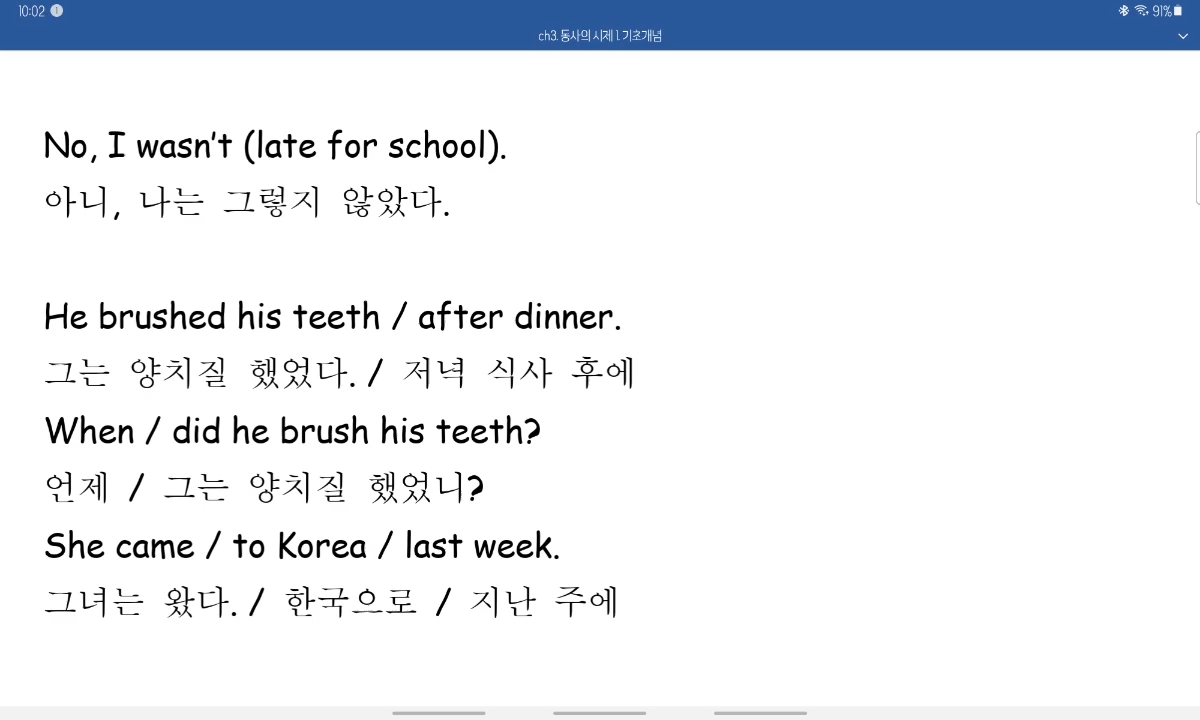 10:02
91%
ch3. 동사의 시제 1. 기초개념
No, I wasn't (late for school).
아니, 나는 그렇지 않았다.
He brushed his teeth / after dinner.
그는 양치질 했었다. / 저녁 식사 후에
When / did he brush his teeth?
언제 / 그는 양치질 했었니?
She came / to Korea / last week.
그녀는 왔다. / 한국으로 / 지난 주에